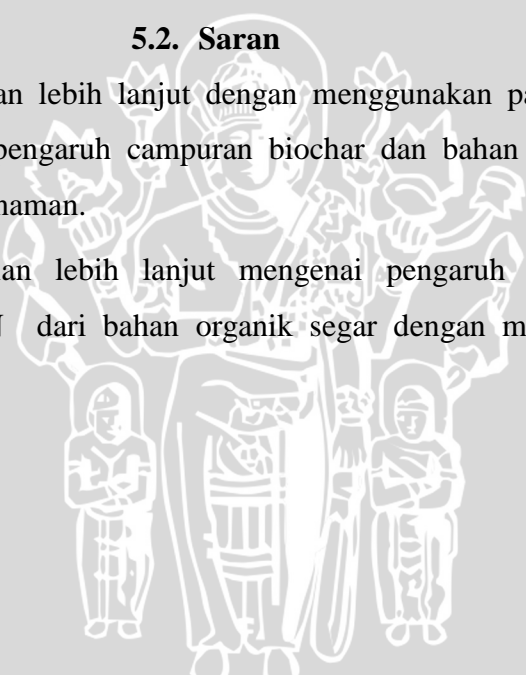 5.2. Saran
an lebih lanjut dengan menggunakan pa
pengaruh campuran biochar dan bahan
naman.
an lebih lanjut mengenai pengaruh
dari bahan organik segar dengan m